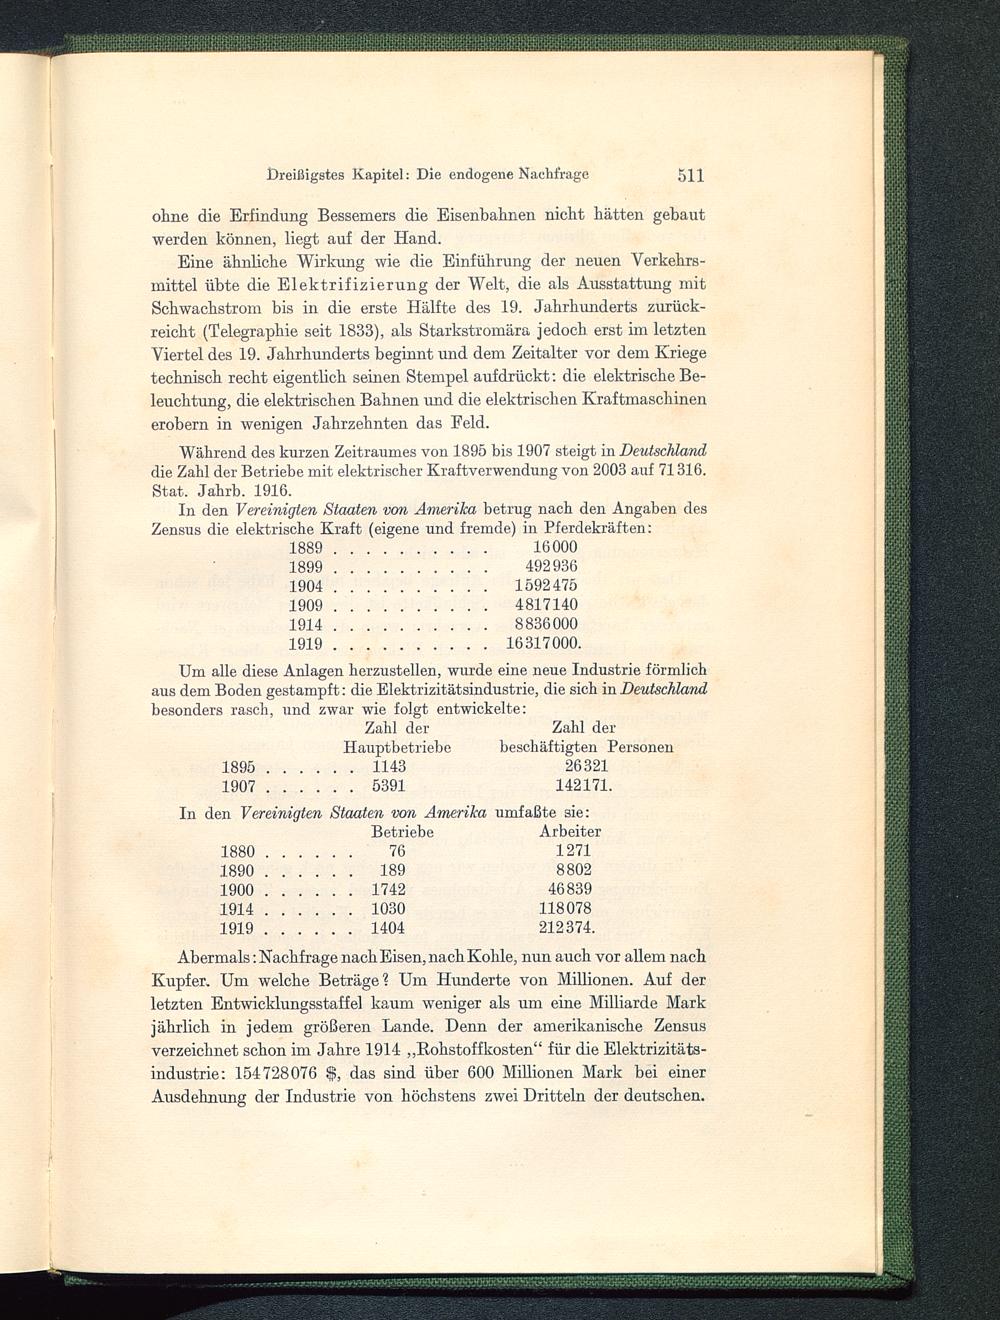 Dreißigstes Kapitel: Die endogene Nachfrage 511
ohne die Erfindung Bessemers die Eisenbahnen nicht hätten gebaut
werden können, liegt auf der Hand.
Eine ähnliche Wirkung wie die Einführung der neuen Verkehrs-
mittel übte die Elektrifizierung der Welt, die als Ausstattung mit
Schwachstrom bis in die erste Hälfte des 19. Jahrhunderts zurück-
reicht (Telegraphie seit 1833), als Starkstromära jedoch erst im letzten
Viertel des 19. Jahrhunderts beginnt und dem Zeitalter vor dem Kriege
technisch recht eigentlich seinen Stempel aufdrückt: die elektrische Be-
leuchtung, die elektrischen Bahnen und die elektrischen Kraftmaschinen
erobern in wenigen Jahrzehnten das Feld.
Während des kurzen Zeitraumes von 1895 bis 1907 steigt in Deutschland
die Zahl der Betriebe mit elektrischer Kraftverwendung von 2003 auf 71316.
Stat. Jahrb. 1916.
In den Vereinigten Staaten von Amerika betrug nach den Angaben des
Zensus die elektrische Kraft (eigene und fremde) in Pferdekräften:
1889 . . . . . . . . . . 16000
1899 . . . . . . . . . . 492936
1904 . . . . . . . . . . 1592475
1909 . . . . . . . . . . 4817140
1914 . . . . . . . . . . 8836000
1919 . . . . . . . . . . 16317000.
Um alle diese Anlagen herzustellen, wurde eine neue Industrie förmlich
aus dem Boden gestampft: die Elektrizitätsindustrie, die sich in Deutschland
besonders rasch, und zwar wie folgt entwickelte:
Zahl der Zahl der
Hauptbetriebe beschäftigten Personen
1895 . . . . . . 1143 26321
1907 . . . . . . 5391 142171.
In den Vereinigten Staaten von Amerika umfaßte sie:
Betriebe Arbeiter
1880 . . . . . . 76 1271
1890 . . . . . . 189 8802
1900 . . . . . . 1742 46839
1914 . . . . . . 1030 118078
1919 . . . . . . 1404 212374.
Abermals: Nachfrage nach Eisen, nach Kohle, nun auch vor allem nach
Kupfer. Um welche Beträge? Um Hunderte von Millionen. Auf der
letzten Entwicklungsstaffel kaum weniger als um eine Milliarde Mark
jährlich in jedem größeren Lande. Denn der amerikanische Zensus
verzeichnet schon im Jahre 1914 „Rohstoffkosten“ für die Elektrizitäts-
industrie: 154728076 $, das sind über 600 Millionen Mark bei einer
Ausdehnung der Industrie von höchstens zwei Dritteln der deutschen.